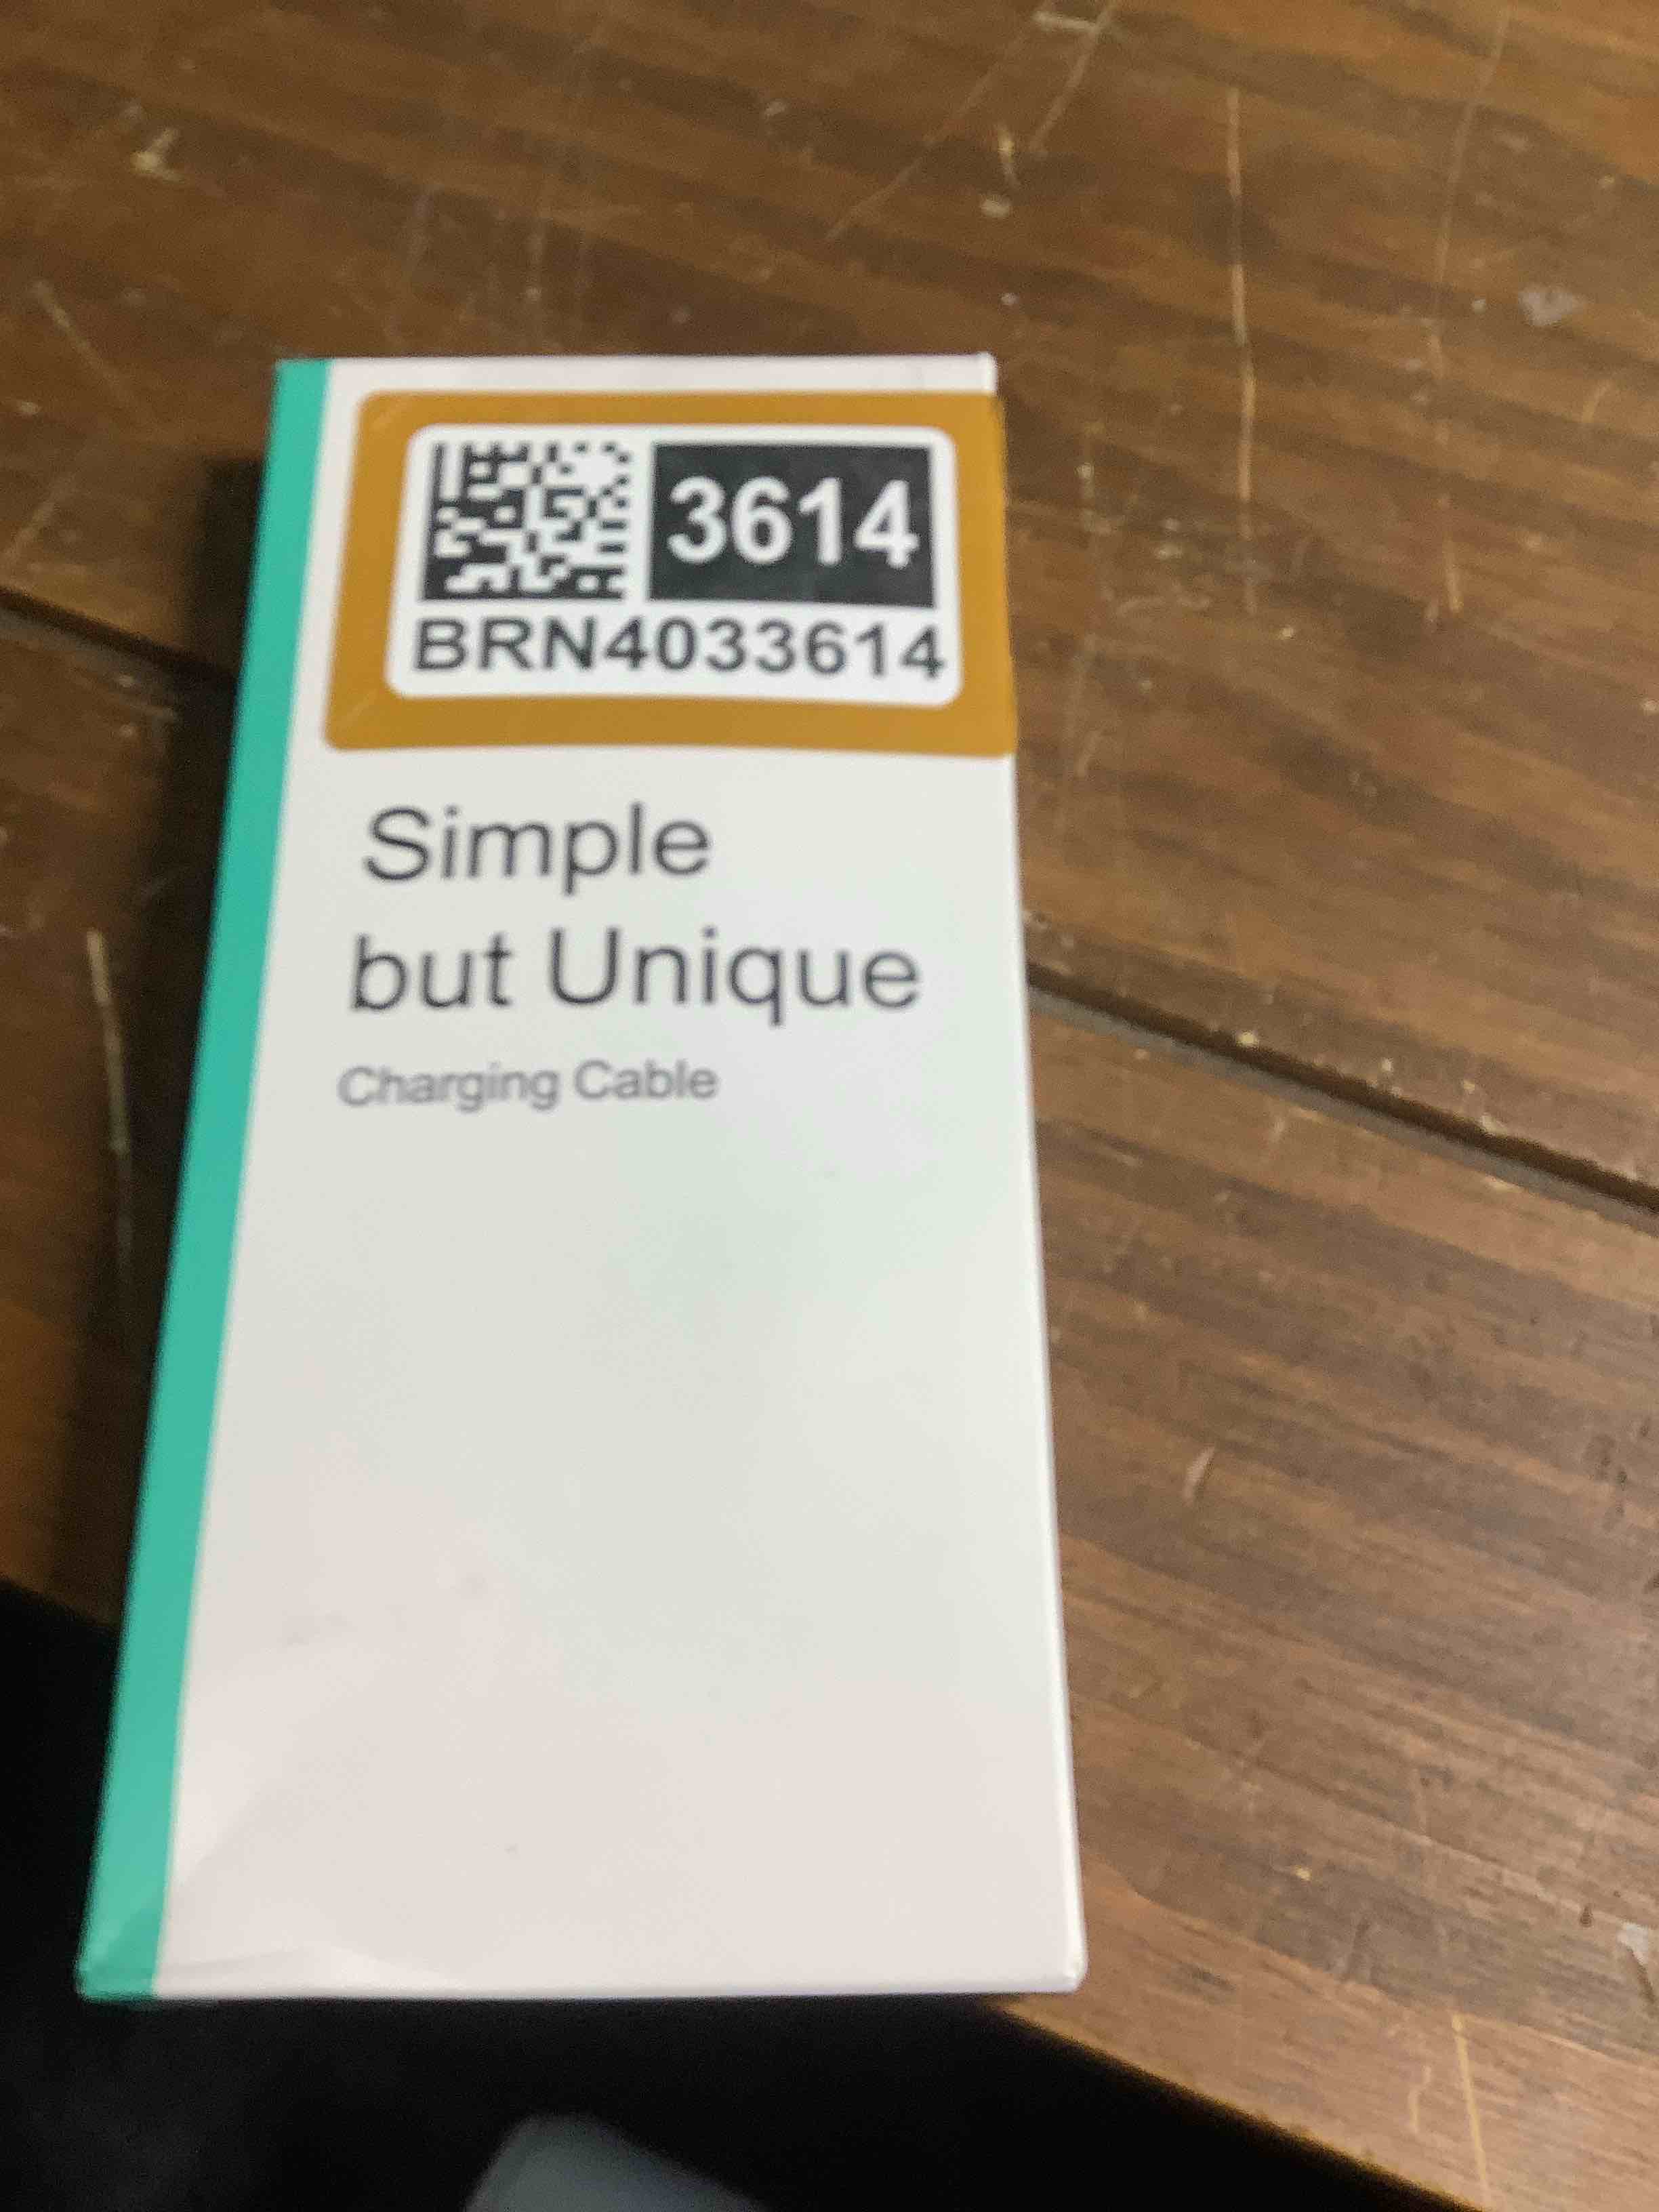 3614
BRN4033614
Simple
but Unique
Charging Cable